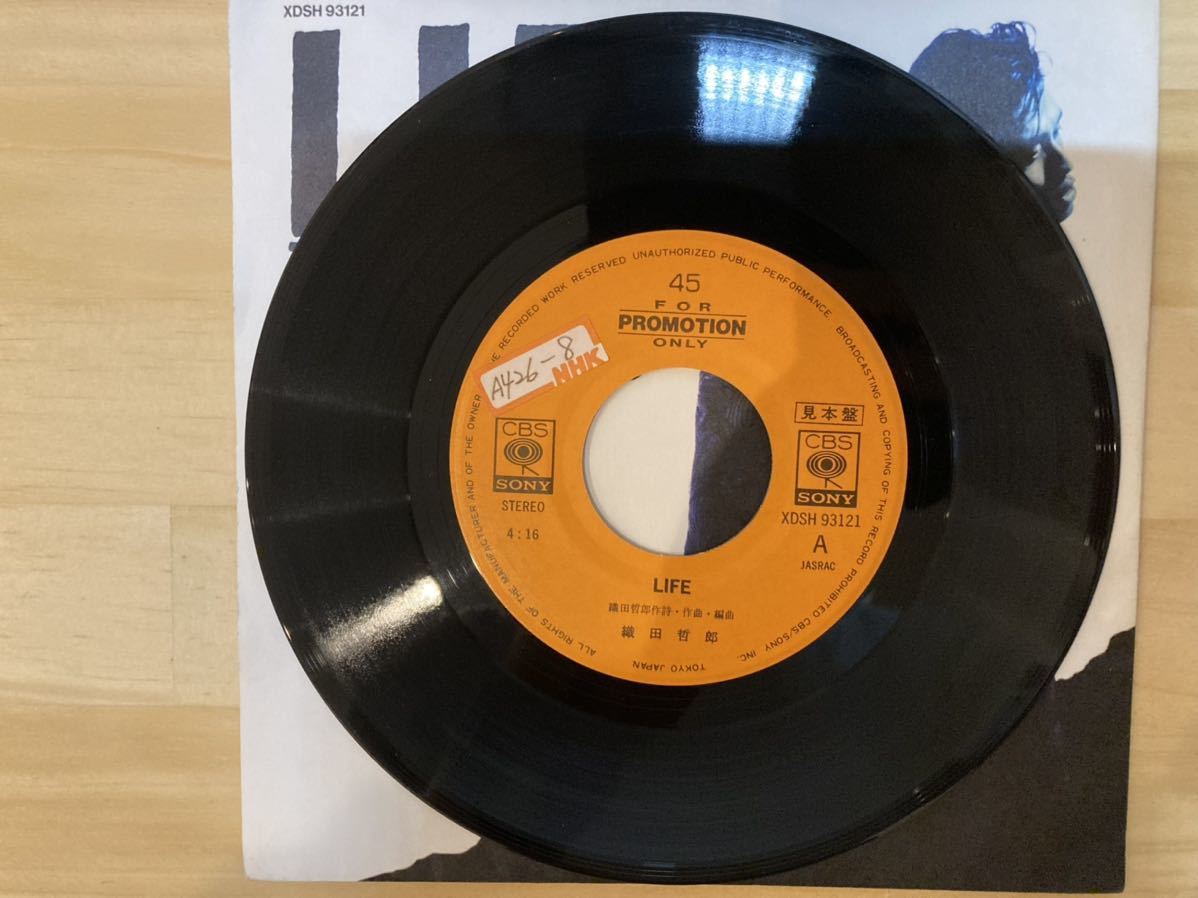 XDSH 93121
45
FOR
PROMOTION
ONLY
A426-8
NHK
見本盤
CBS
SONY
STEREO
4:16
CBS
SONY
XDSH 93121
A
JASRAC
LIFE
織田哲郎作詩・作曲・編曲
織田哲郎
ALL RIGHTS OF THE MANUFACTURER AND OF THE OWNER RECORDED WORK RESERVED UNAUTHORIZED PUBLIC PERFORMANCE. BROADCASTING AND COPYING OF THIS RECORD PROHIBITED CBS/SONY INC. TOKYO JAPAN